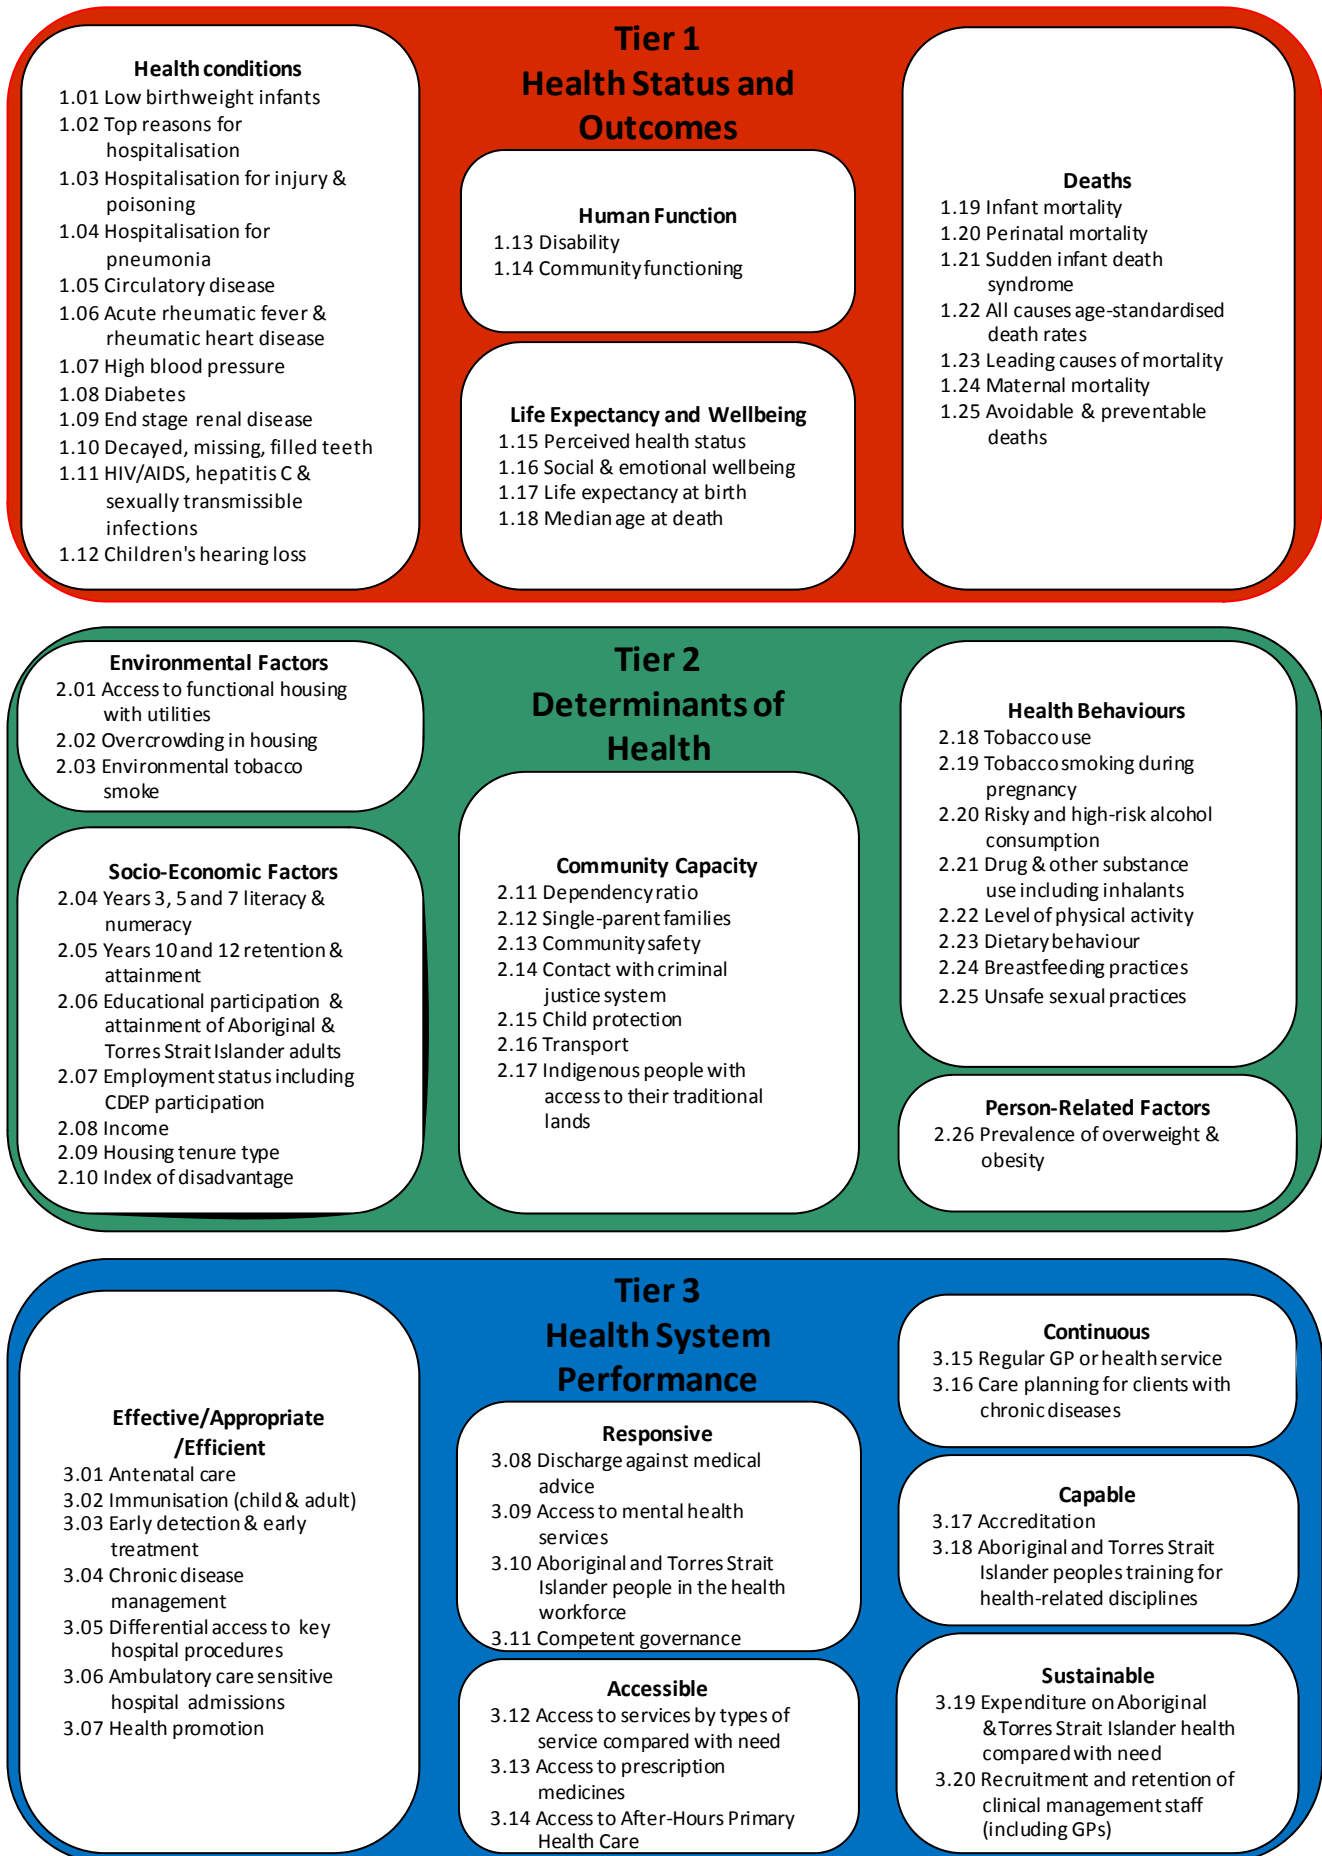 Tier 1
Health Status and
Outcomes
Health conditions
1.01 Low birthweight infants
1.02 Top reasons for
hospitalisation
1.03 Hospitalisation for injury &
poisoning
1.04 Hospitalisation for
pneumonia
1.05 Circulatory disease
1.06 Acute rheumatic fever &
rheumatic heart disease
1.07 High blood pressure
1.08 Diabetes
1.09 End stage renal disease
1.10 Decayed, missing, filled teeth
1.11 HIV/AIDS, hepatitis C &
sexually transmissible
infections
1.12 Children's hearing loss
Human Function
1.13 Disability
1.14 Community functioning
Life Expectancy and Wellbeing
1.15 Perceived health status
1.16 Social & emotional wellbeing
1.17 Life expectancy at birth
1.18 Median age at death
Deaths
1.19 Infant mortality
1.20 Perinatal mortality
1.21 Sudden infant death
syndrome
1.22 All causes age-standardised
death rates
1.23 Leading causes of mortality
1.24 Maternal mortality
1.25 Avoidable & preventable
deaths
Tier 2
Determinants of
Health
Environmental Factors
2.01 Access to functional housing
with utilities
2.02 Overcrowding in housing
2.03 Environmental tobacco
smoke
Socio-Economic Factors
2.04 Years 3, 5 and 7 literacy &
numeracy
2.05 Years 10 and 12 retention &
attainment
2.06 Educational participation &
attainment of Aboriginal &
Torres Strait Islander adults
2.07 Employment status including
CDEP participation
2.08 Income
2.09 Housing tenure type
2.10 Index of disadvantage
Community Capacity
2.11 Dependency ratio
2.12 Single-parent families
2.13 Community safety
2.14 Contact with criminal
justice system
2.15 Child protection
2.16 Transport
2.17 Indigenous people with
access to their traditional
lands
Health Behaviours
2.18 Tobacco use
2.19 Tobacco smoking during
pregnancy
2.20 Risky and high-risk alcohol
consumption
2.21 Drug & other substance
use including inhalants
2.22 Level of physical activity
2.23 Dietary behaviour
2.24 Breastfeeding practices
2.25 Unsafe sexual practices
Person-Related Factors
2.26 Prevalence of overweight &
obesity
Tier 3
Health System
Performance
Effective/Appropriate
/Efficient
3.01 Antenatal care
3.02 Immunisation (child & adult)
3.03 Early detection & early
treatment
3.04 Chronic disease
management
3.05 Differential access to key
hospital procedures
3.06 Ambulatory care sensitive
hospital admissions
3.07 Health promotion
Responsive
3.08 Discharge against medical
advice
3.09 Access to mental health
services
3.10 Aboriginal and Torres Strait
Islander people in the health
workforce
3.11 Competent governance
Accessible
3.12 Access to services by types of
service compared with need
3.13 Access to prescription
medicines
3.14 Access to After-Hours Primary
Health Care
Continuous
3.15 Regular GP or health service
3.16 Care planning for clients with
chronic diseases
Capable
3.17 Accreditation
3.18 Aboriginal and Torres Strait
Islander peoples training for
health-related disciplines
Sustainable
3.19 Expenditure on Aboriginal
& Torres Strait Islander health
compared with need
3.20 Recruitment and retention of
clinical management staff
(including GPs)